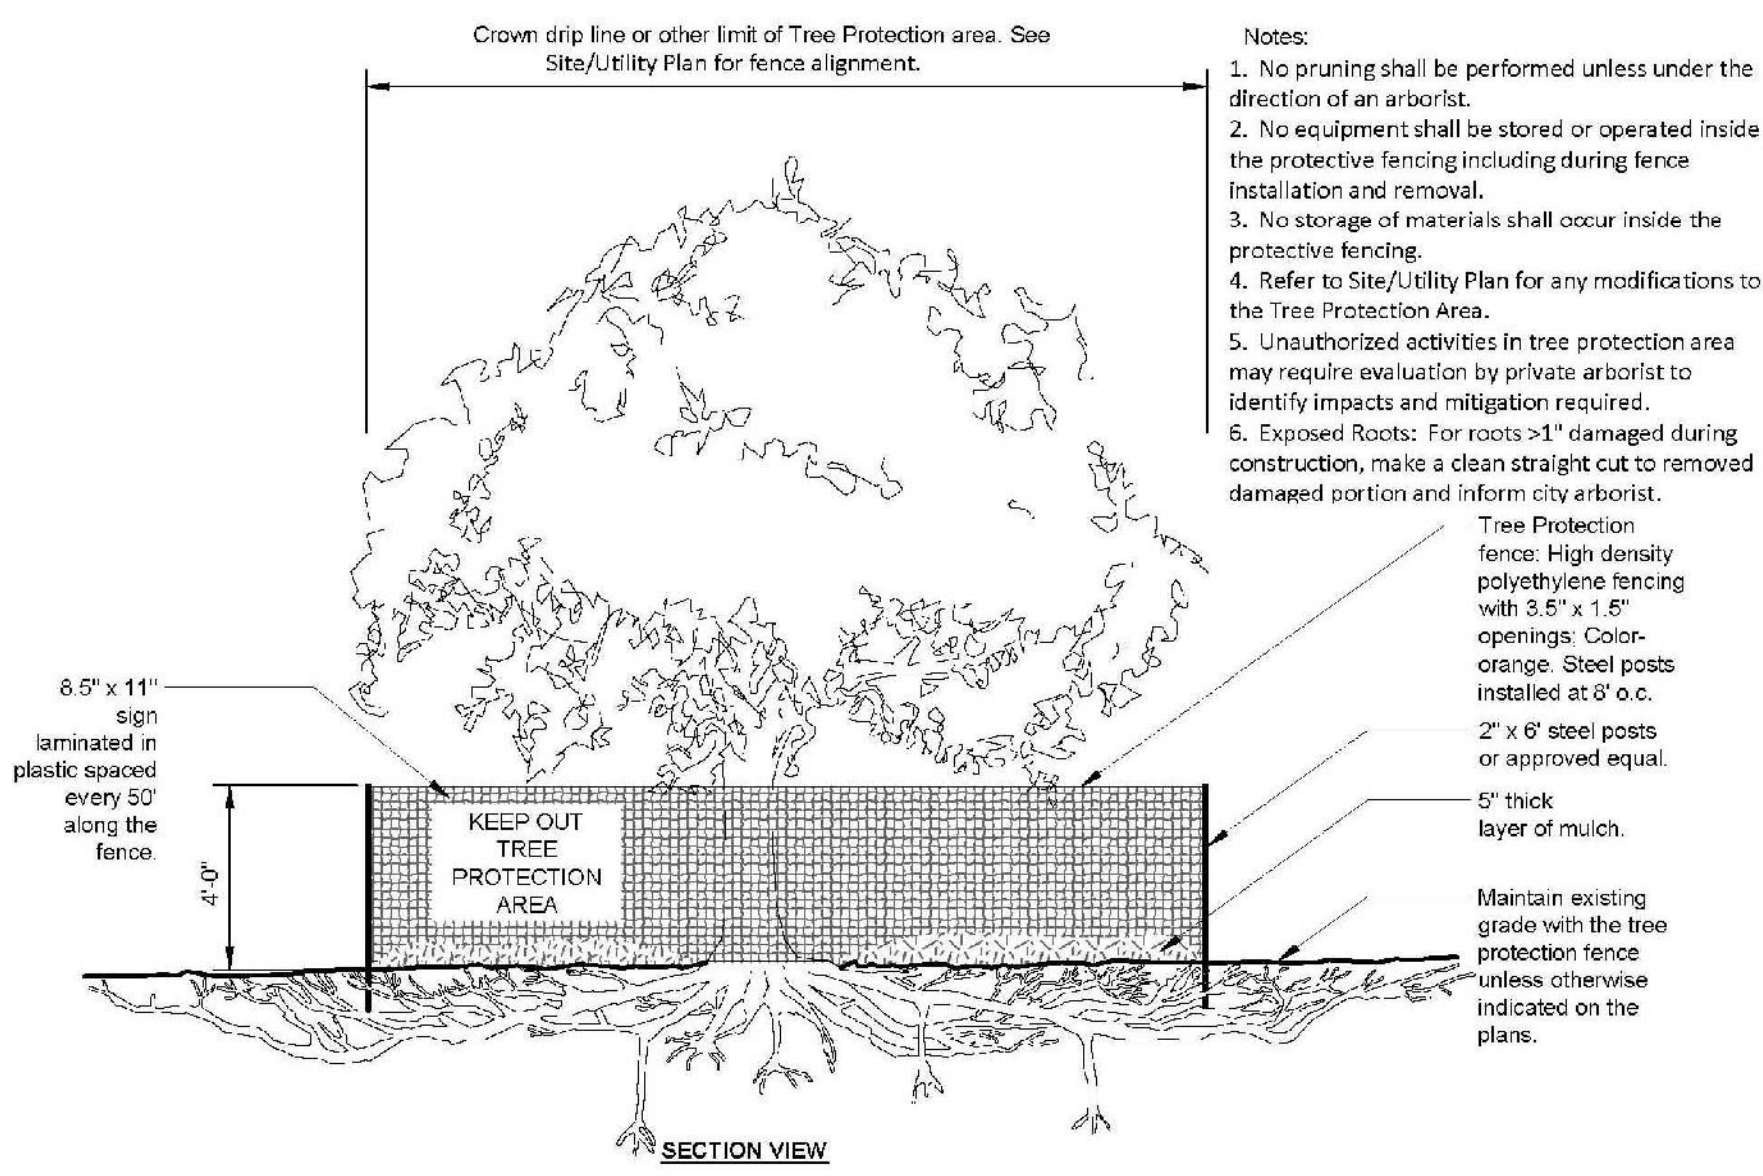 Crown drip line or other limit of Tree Protection area. See
Site/Utility Plan for fence alignment.
Notes:
1. No pruning shall be performed unless under the
direction of an arborist.
2. No equipment shall be stored or operated inside
the protective fencing including during fence
installation and removal.
3. No storage of materials shall occur inside the
protective fencing.
4. Refer to Site/Utility Plan for any modifications to
the Tree Protection Area.
5. Unauthorized activities in tree protection area
may require evaluation by private arborist to
identify impacts and mitigation required.
6. Exposed Roots: For roots >1" damaged during
construction, make a clean straight cut to removed
damaged portion and inform city arborist.
Tree Protection
fence: High density
polyethylene fencing
with 3.5" x 1.5"
openings; Color-
orange. Steel posts
installed at 8' o.c.
2" x 6' steel posts
or approved equal.
5" thick
layer of mulch.
Maintain existing
grade with the tree
protection fence
unless otherwise
indicated on the
plans.
8.5" x 11"
sign
laminated in
plastic spaced
every 50'
along the
fence.
4'-0"
KEEP OUT
TREE
PROTECTION
AREA
SECTION VIEW